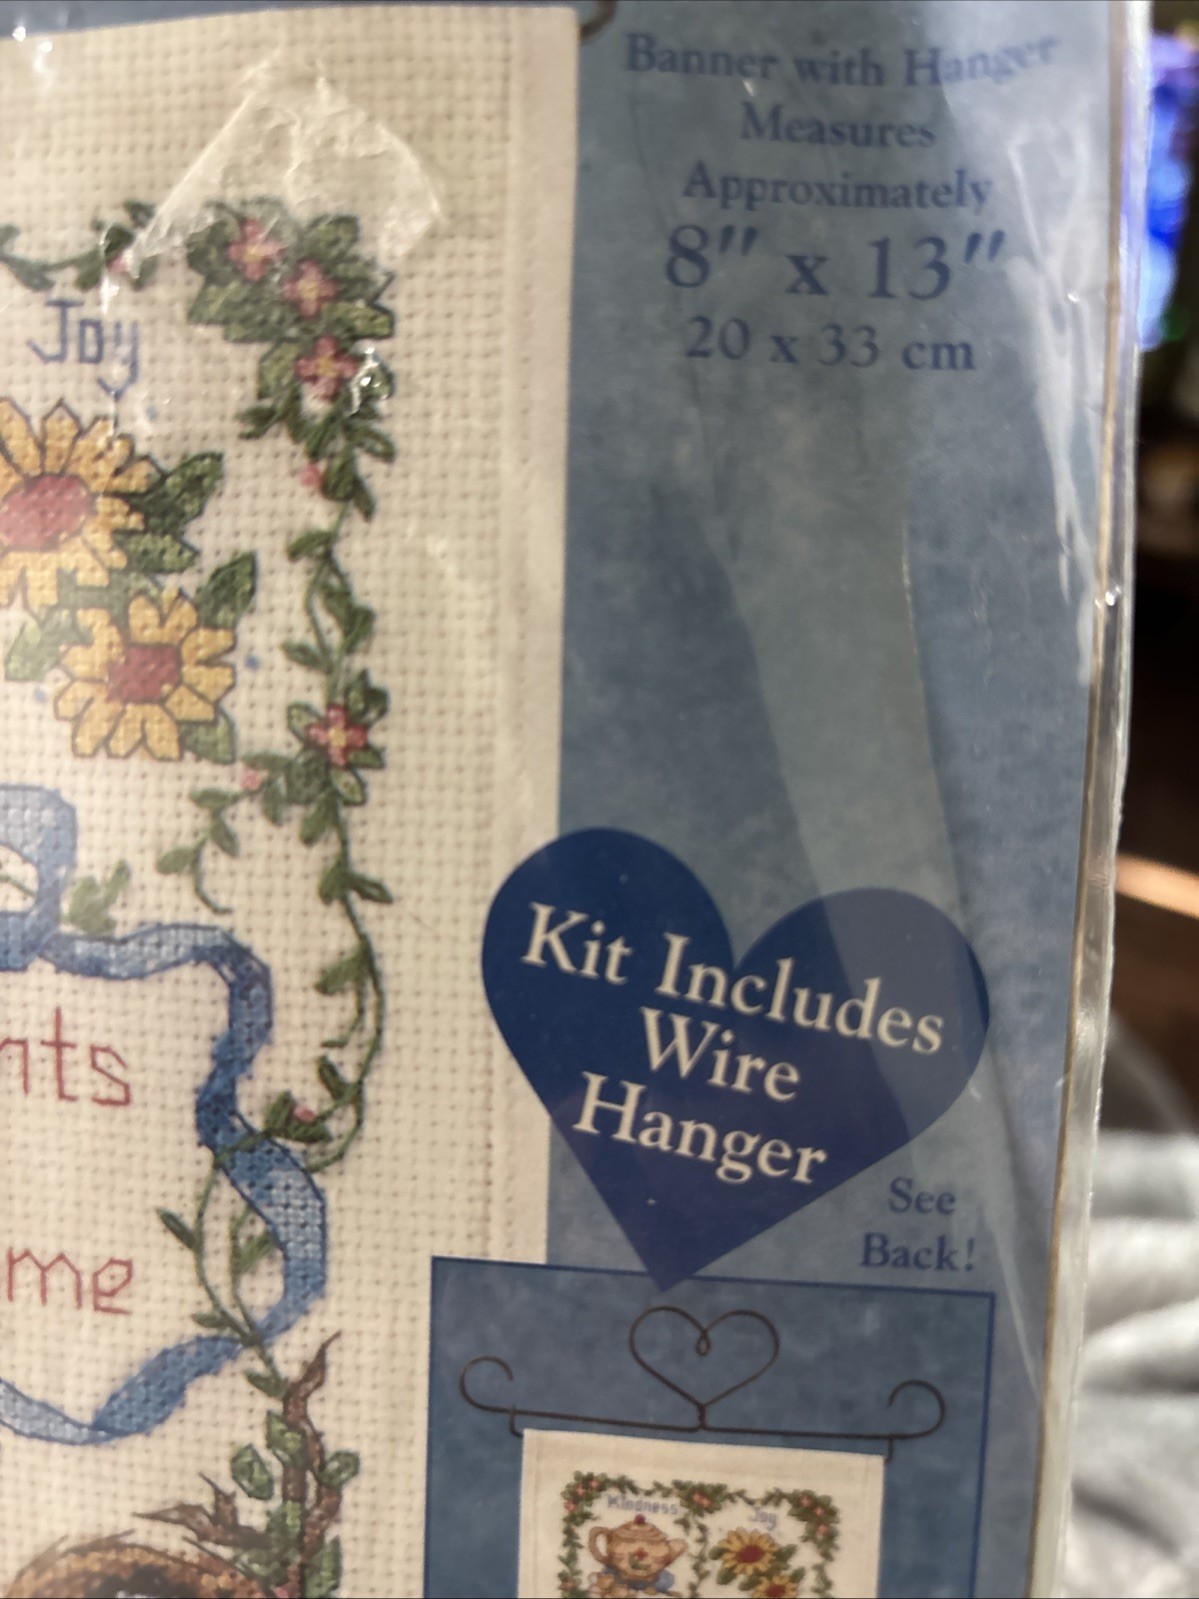 Banner with Hanger
Measures
Approximately
8" x 13"
20 x 33 cm
Joy
Kit Includes
Wire
Hanger
nts
See
Back!
me
Kindness
Joy